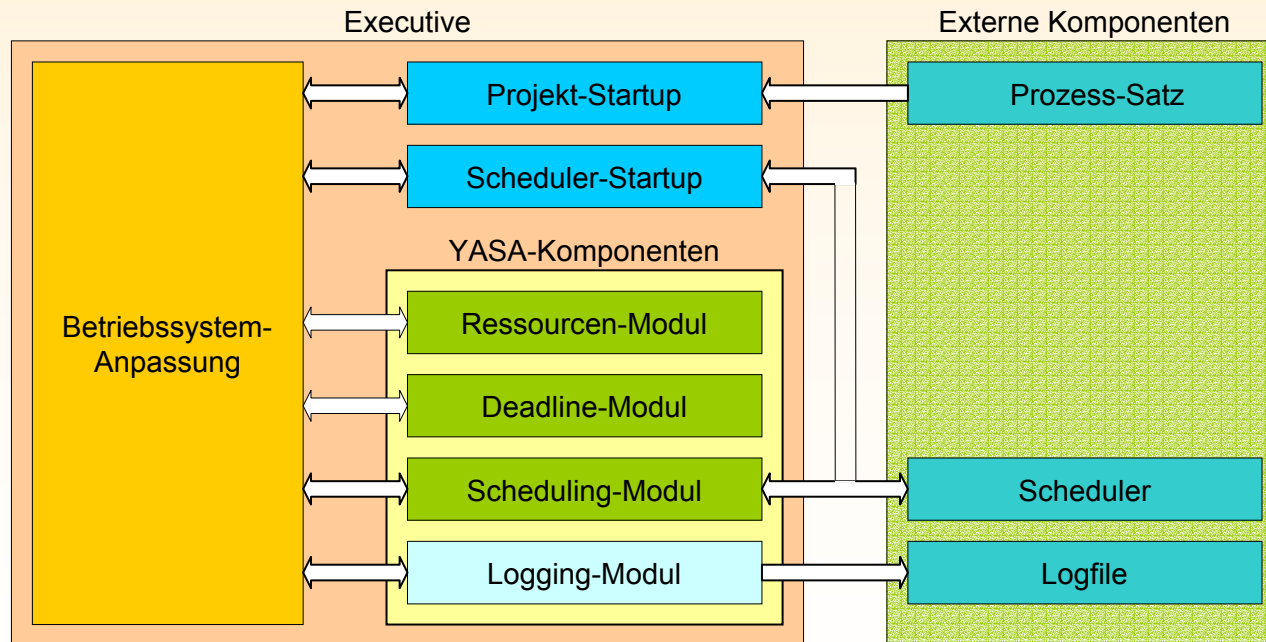 Executive
Externe Komponenten
Projekt-Startup
Prozess-Satz
Scheduler-Startup
YASA-Komponenten
Betriebssystem-
Anpassung
Ressourcen-Modul
Deadline-Modul
Scheduling-Modul
Scheduler
Logging-Modul
Logfile